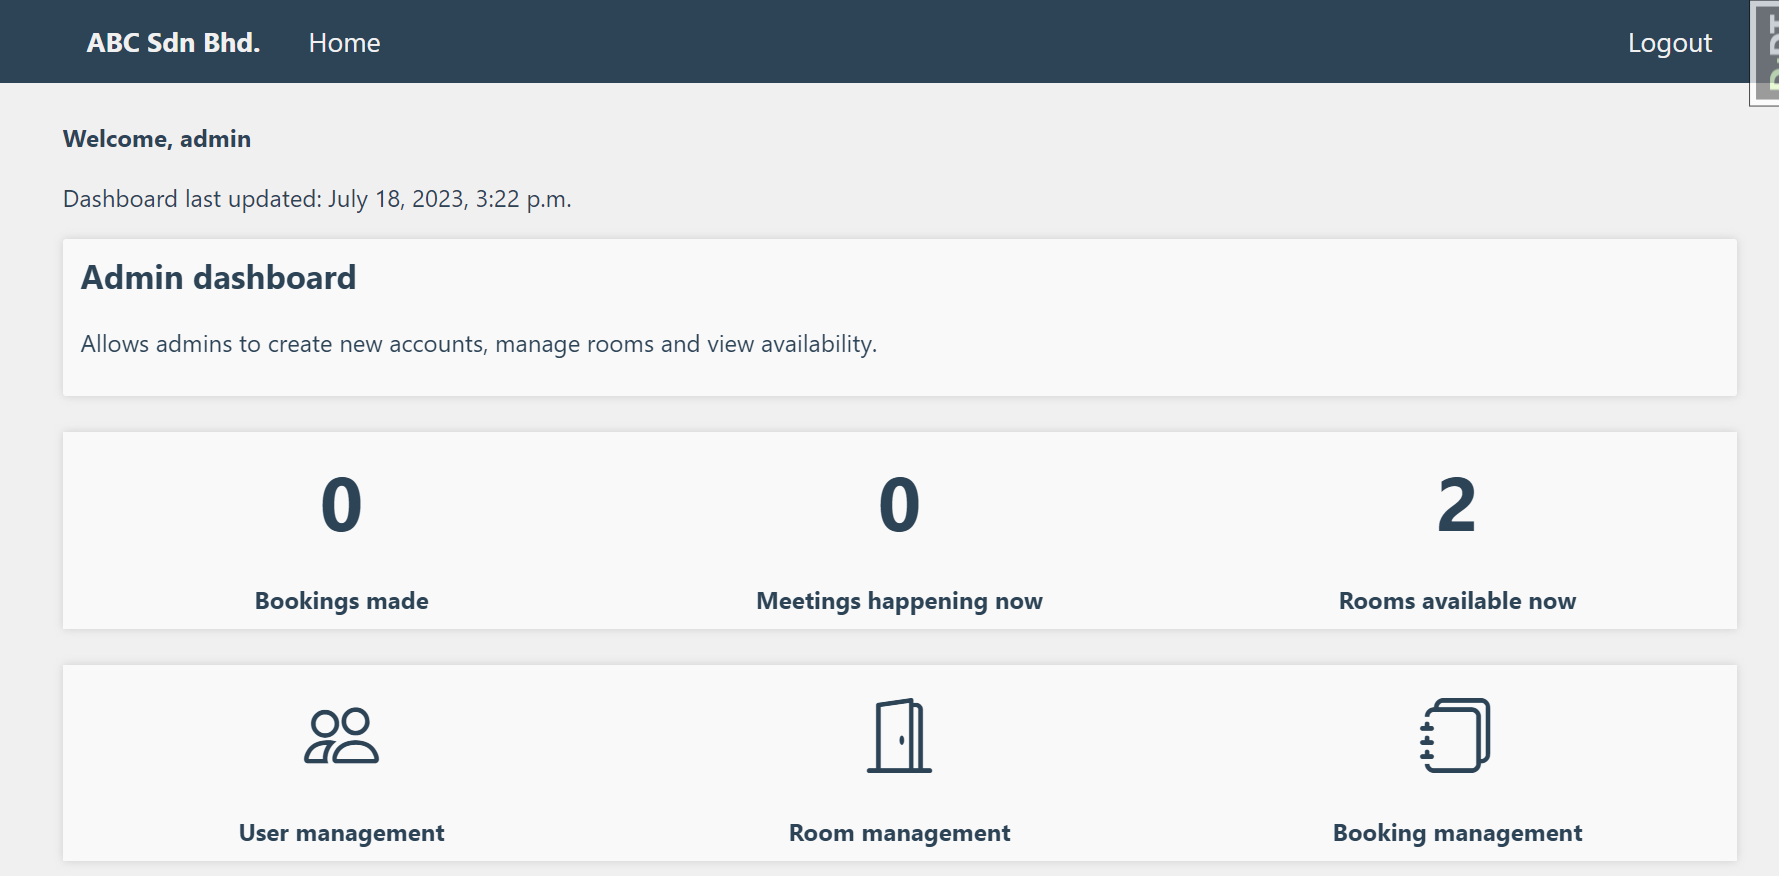 ABC Sdn Bhd. Home Logout
Welcome, admin
Dashboard last updated: July 18, 2023, 3:22 p.m.
Admin dashboard
Allows admins to create new accounts, manage rooms and view availability.
0 0 2
Bookings made Meetings happening now Rooms available now
User management Room management Booking management